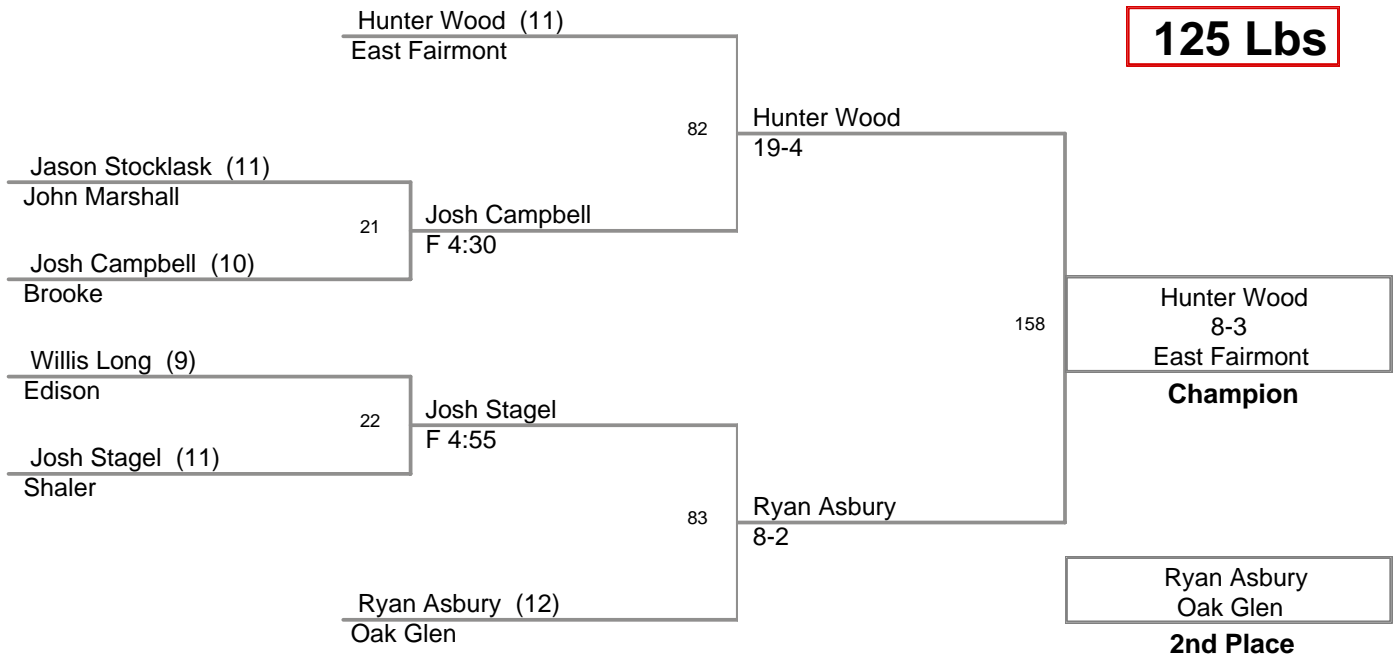 Hunter Wood (11)
East Fairmont
125 Lbs
82
Hunter Wood
19-4
Jason Stocklask (11)
John Marshall
21
Josh Campbell
F 4:30
Josh Campbell (10)
Brooke
158
Hunter Wood
8-3
East Fairmont
Champion
Willis Long (9)
Edison
22
Josh Stagel
F 4:55
Josh Stagel (11)
Shaler
83
Ryan Asbury
8-2
Ryan Asbury (12)
Oak Glen
Ryan Asbury
Oak Glen
2nd Place